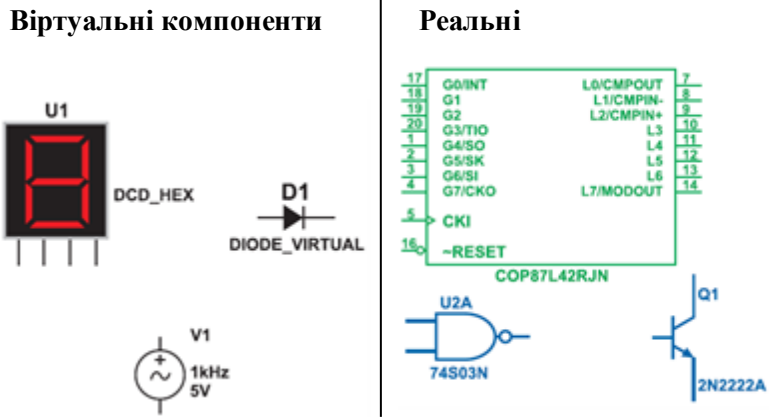 Віртуальні компоненти
Реальні
U1
DCD_HEX
D1
DIODE_VIRTUAL
V1
1kHz
5V
17 G0/INT L0/CMPOUT 7
18 G1 L1/CMPIN- 8
19 G2 L2/CMPIN+ 9
20 G3/TIO L3 10
1 G4/SO L4 11
2 G5/SK L5 12
3 G6/SI L6 13
4 G7/CKO L7/MODOUT 14
5 CKI
16 ~RESET
COP87L42RJN
U2A
74S03N
Q1
2N2222A